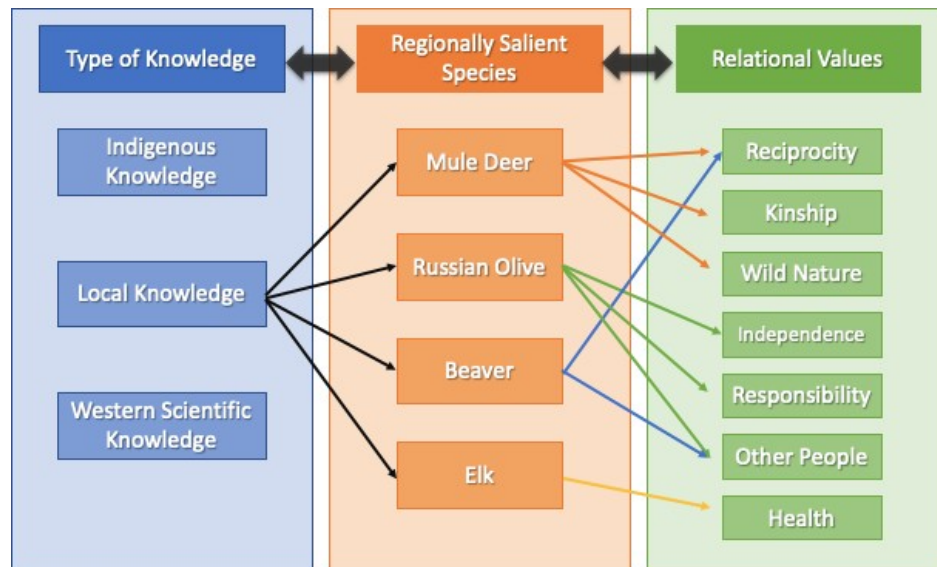 Type of Knowledge
Regionally Salient
Species
Relational Values
Indigenous
Knowledge
Local Knowledge
Western Scientific
Knowledge
Mule Deer
Russian Olive
Beaver
Elk
Reciprocity
Kinship
Wild Nature
Independence
Responsibility
Other People
Health